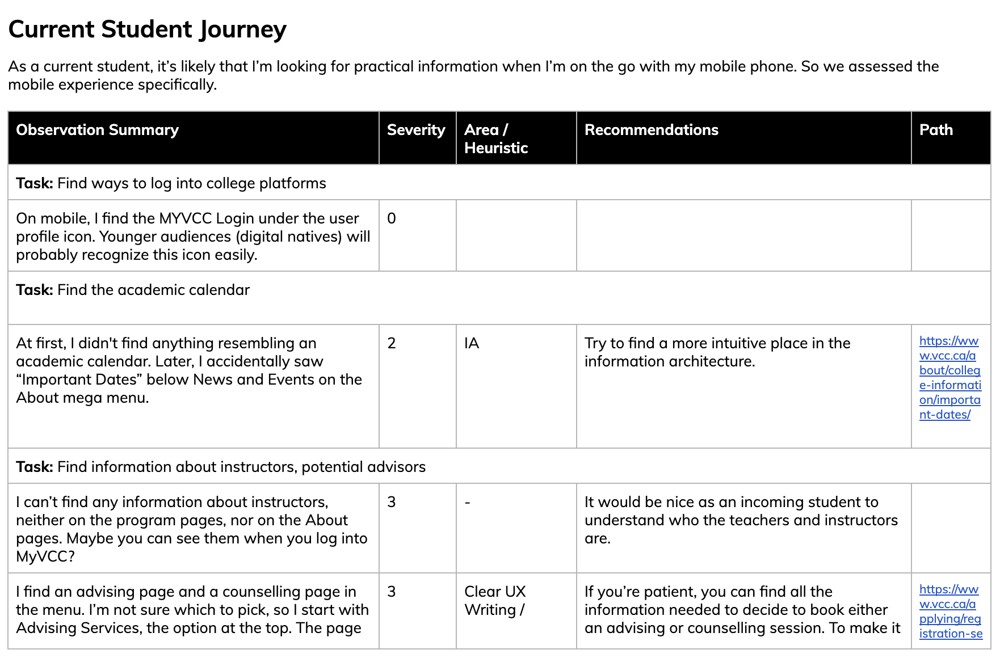 Current Student Journey
As a current student, it’s likely that I’m looking for practical information when I’m on the go with my mobile phone. So we assessed the
mobile experience specifically.
Observation Summary
Severity
Area /
Heuristic
Recommendations
Path
Task: Find ways to log into college platforms
On mobile, I find the MYVCC Login under the user
profile icon. Younger audiences (digital natives) will
probably recognize this icon easily.
0
Task: Find the academic calendar
At first, I didn't find anything resembling an
academic calendar. Later, I accidentally saw
“Important Dates” below News and Events on the
About mega menu.
2
IA
Try to find a more intuitive place in the
information architecture.
https://ww
w.vcc.ca/a
bout/colleg
e-informati
on/importa
nt-dates/
Task: Find information about instructors, potential advisors
I can’t find any information about instructors,
neither on the program pages, nor on the About
pages. Maybe you can see them when you log into
MyVCC?
3
-
It would be nice as an incoming student to
understand who the teachers and instructors
are.
I find an advising page and a counselling page in
the menu. I’m not sure which to pick, so I start with
Advising Services, the option at the top. The page
3
Clear UX
Writing /
If you’re patient, you can find all the
information needed to decide to book either
an advising or counselling session. To make it
https://ww
w.vcc.ca/a
pplying/reg
istration-se